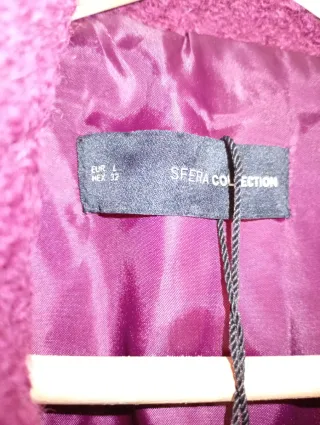 EUR L
MEX 32
SFERA COLLECTION